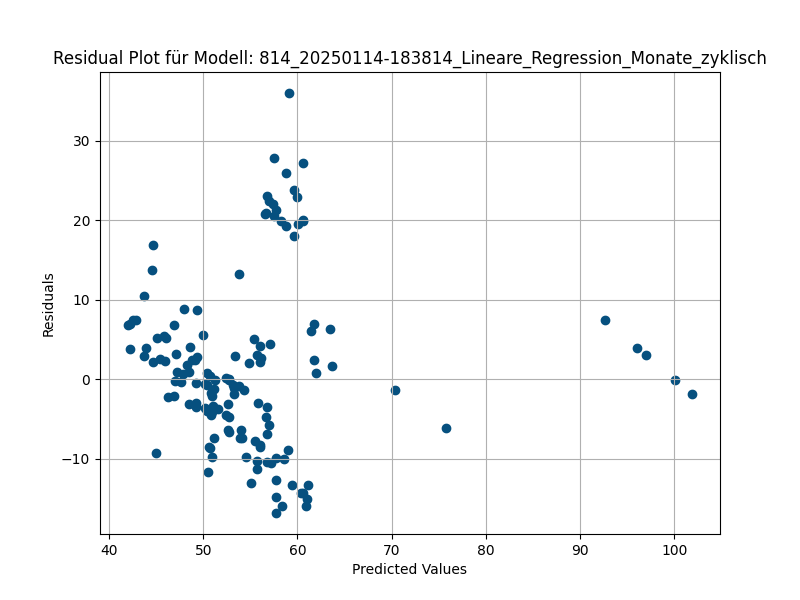 Residual Plot für Modell: 814_20250114-183814_Lineare_Regression_Monate_zyklisch
30
20
10
0
−10
Residuals
40 50 60 70 80 90 100
Predicted Values